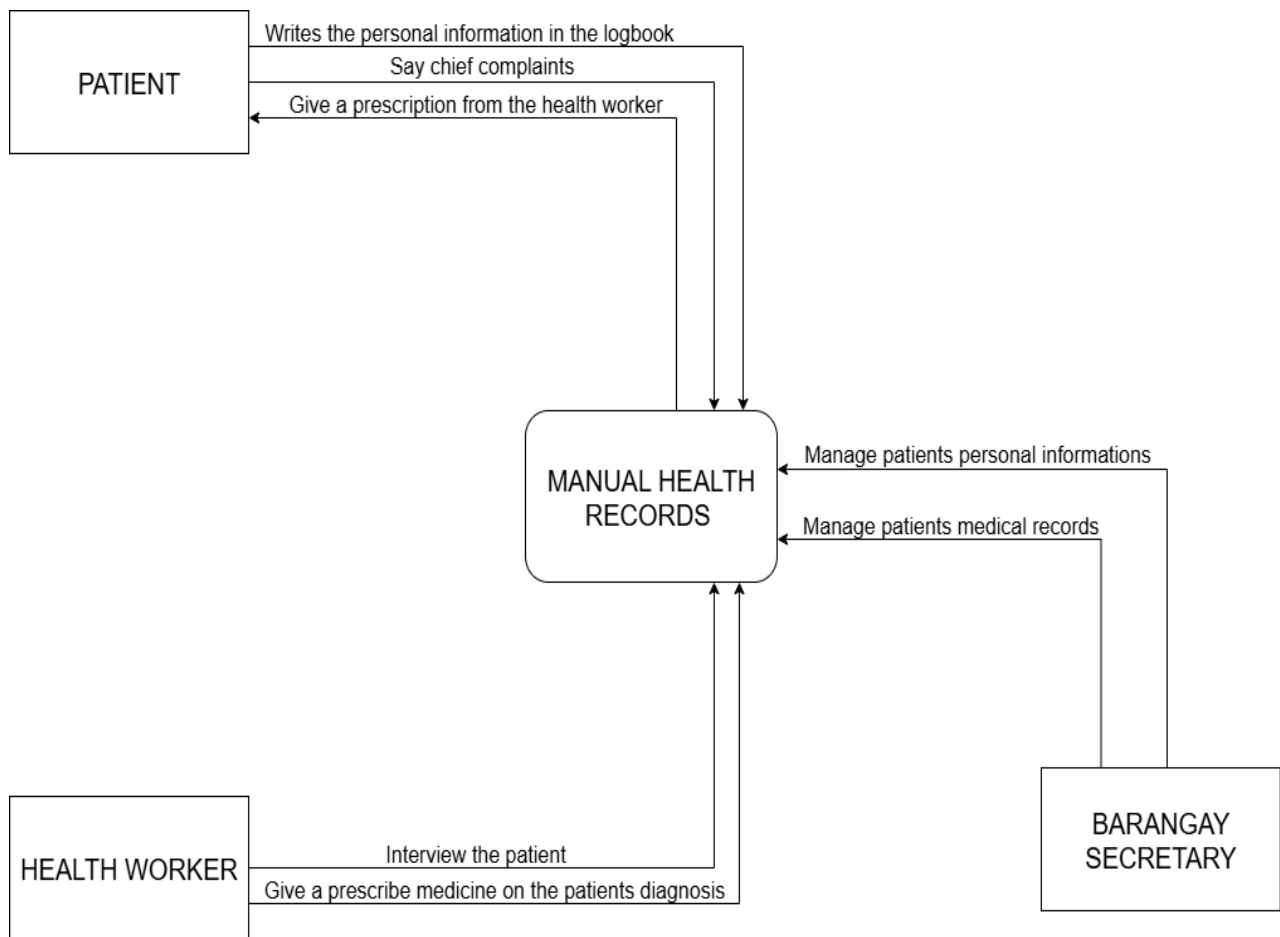 Writes the personal information in the logbook
PATIENT
Say chief complaints
Give a prescription from the health worker
MANUAL HEALTH
RECORDS
Manage patients personal informations
Manage patients medical records
HEALTH WORKER
Interview the patient
Give a prescribe medicine on the patients diagnosis
BARANGAY
SECRETARY